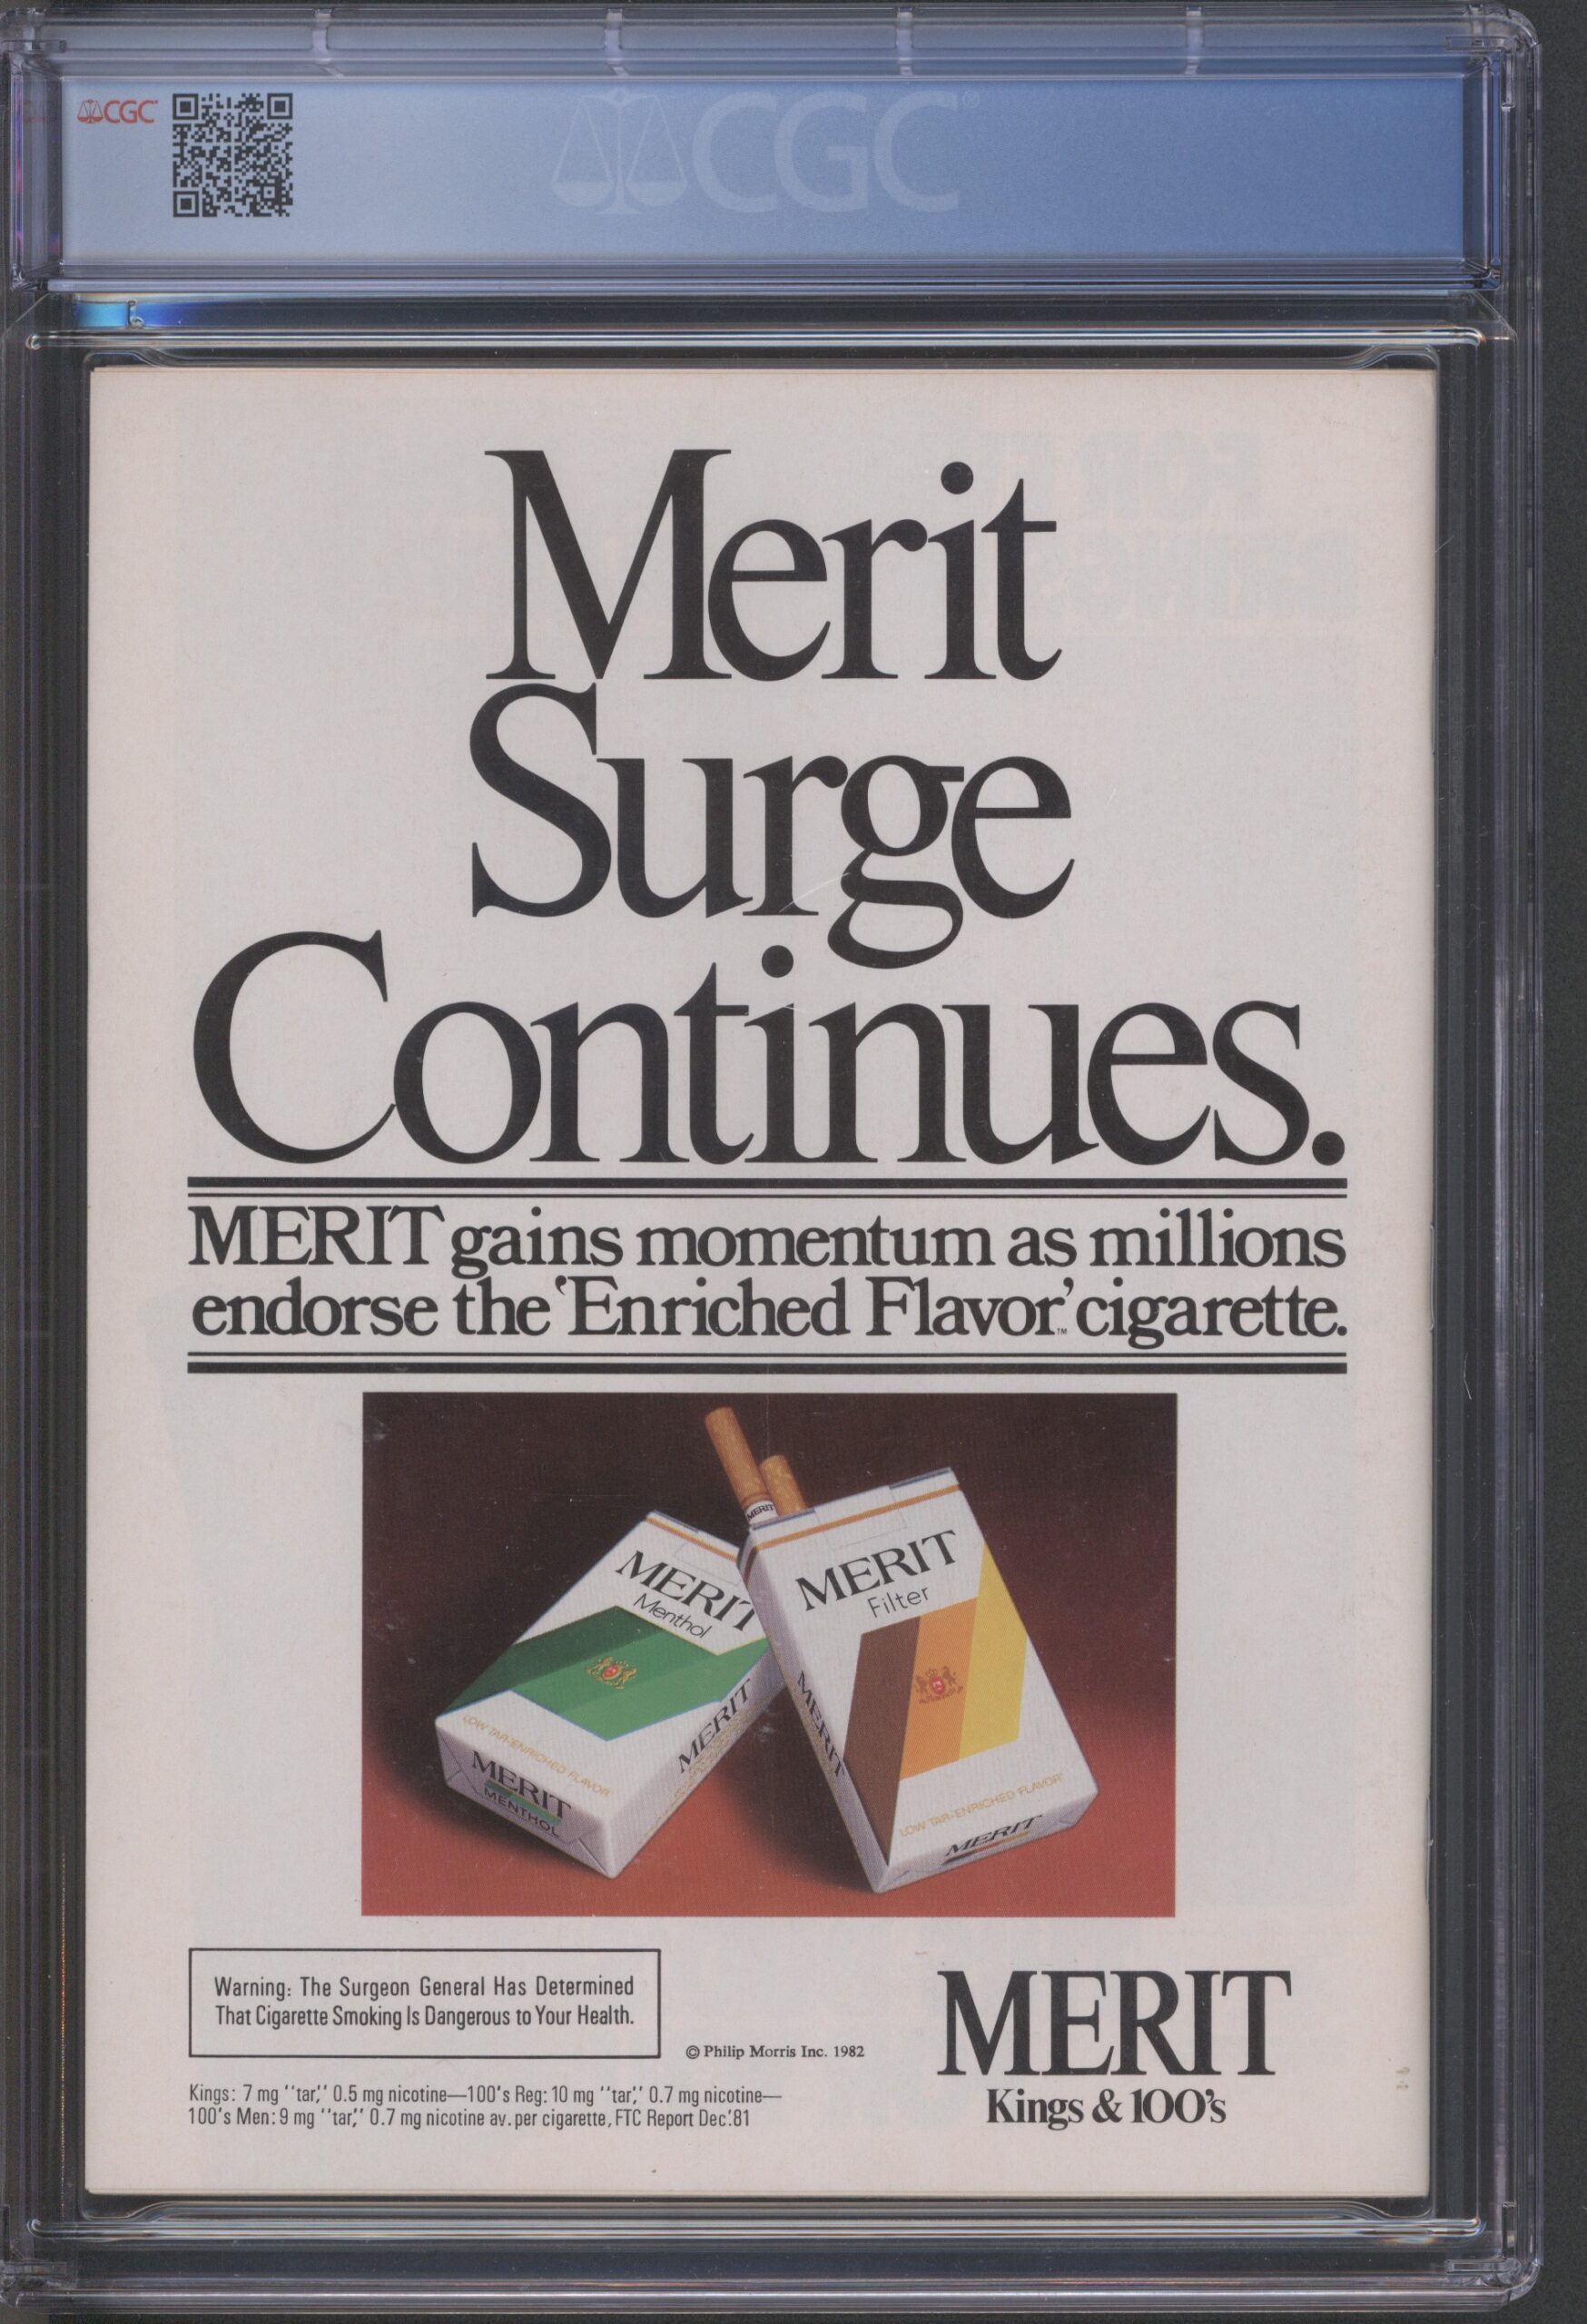 CGC
CGC
Merit
Surge
Continues.
MERIT gains momentum as millions
endorse the 'Enriched Flavor'™ cigarette.
MERIT
MERIT
Filter
MERIT
Menthol
MERIT
MERIT
LOW TAR-ENRICHED FLAVOR
MERIT
MENTHOL
LOW TAR-ENRICHED FLAVOR
MERIT
Warning: The Surgeon General Has Determined
That Cigarette Smoking Is Dangerous to Your Health.
© Philip Morris Inc. 1982
MERIT
Kings & 100's
Kings: 7 mg "tar," 0.5 mg nicotine—100's Reg: 10 mg "tar," 0.7 mg nicotine—
100's Men: 9 mg "tar," 0.7 mg nicotine av. per cigarette, FTC Report Dec.'81